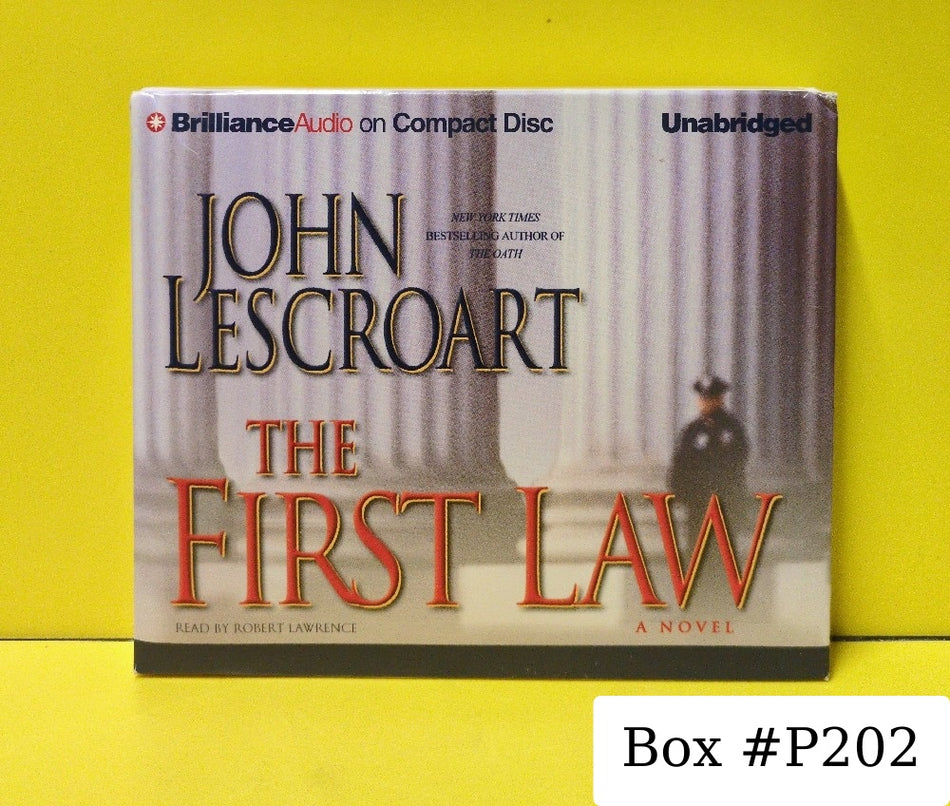 BrillianceAudio on Compact Disc
Unabridged
JOHN
LESCROART
NEW YORK TIMES
BESTSELLING AUTHOR OF
THE OATH
THE
FIRST LAW
READ BY ROBERT LAWRENCE
A NOVEL
Box #P202